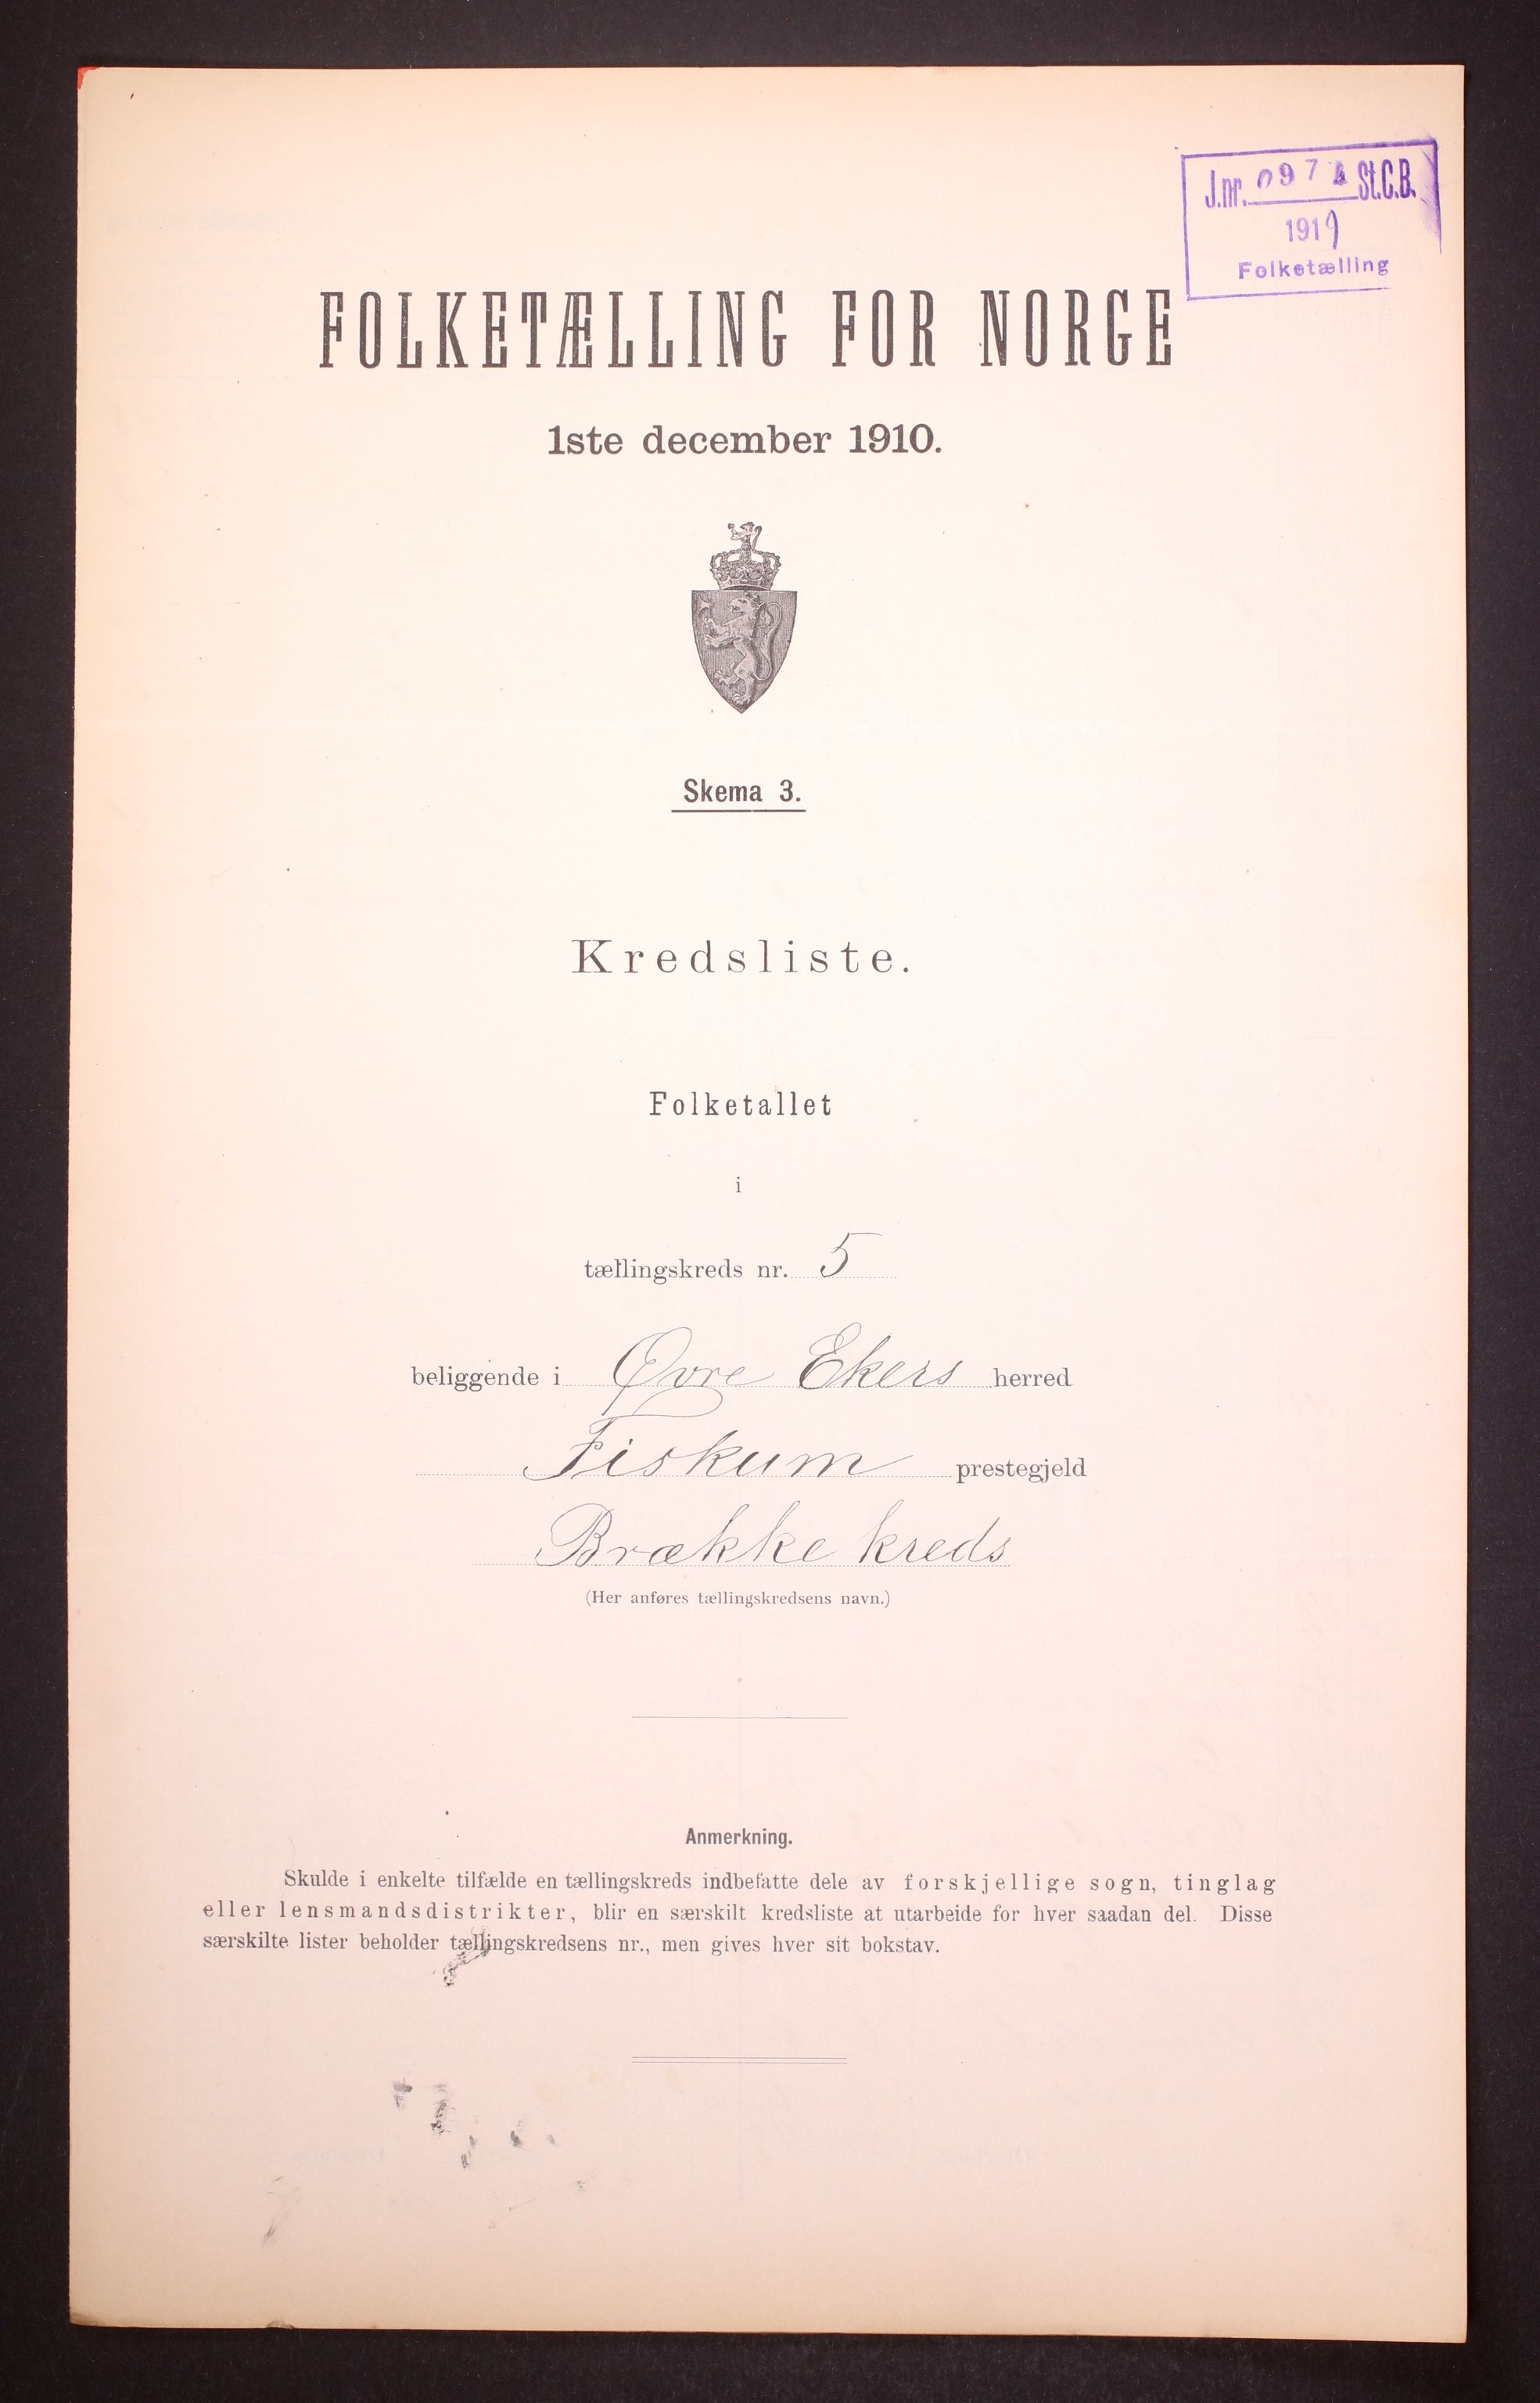 J.nr. St.C.B.
191
Folketælling
FOLKETÆLLING FOR NORGE
1ste december 1910.
Skema 3.
Kredsliste.
Folketallet
i
tællingskreds nr. 5
beliggende i Øvre Ekers herred
Fiskum prestegjeld
Brække kreds
(Her anføres tællingskredsens navn.)
Anmerkning.
Skulde i enkelte tilfælde en tællingskreds indbefatte dele av forskjellige sogn, tinglag
eller lensmandsdistrikter, blir en særskilt kredsliste at utarbeide for hver saadan del. Disse
særskilte lister beholder tællingskredsens nr., men gives hver sit bokstav.